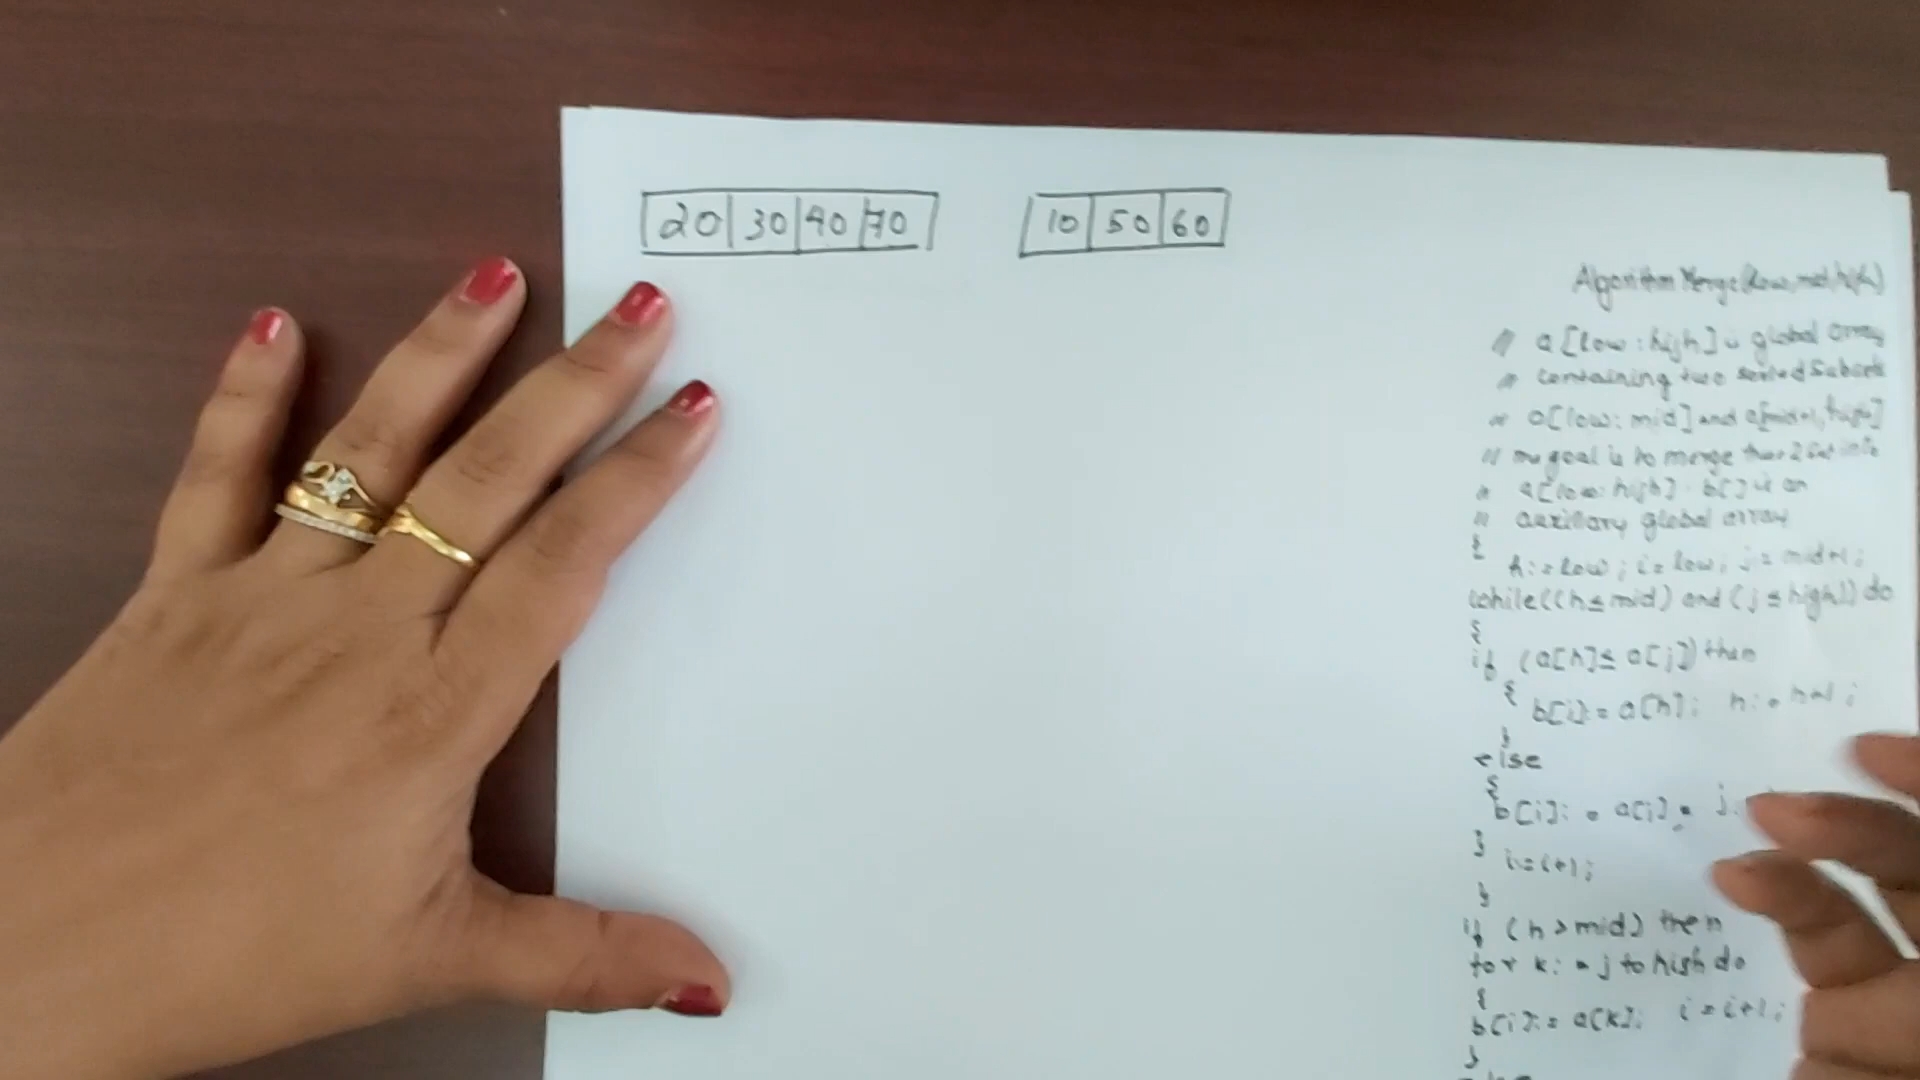 20 30 40 70 10 50 60
Algorithm Merge(low, mid, high)
// a[low : high] is global array
// containing two sorted Subsets
// a[low: mid] and a[mid+1, high]
// the goal is to merge these 2 set into
// a[low: high]. b[] is an
// auxillary global array
{
h:=low; i=low; j=mid+1;
while((h≤mid) and (j≤high)) do
{
if (a[h]≤ a[j]) then
{ b[i]:= a[h]; h:=h+1;
}
else
{
b[i]:= a[j]; j:
}
i=i+1;
}
if (h>mid) then
for k:=j to high do
{
b[i]:= a[k]; i=i+1;
}